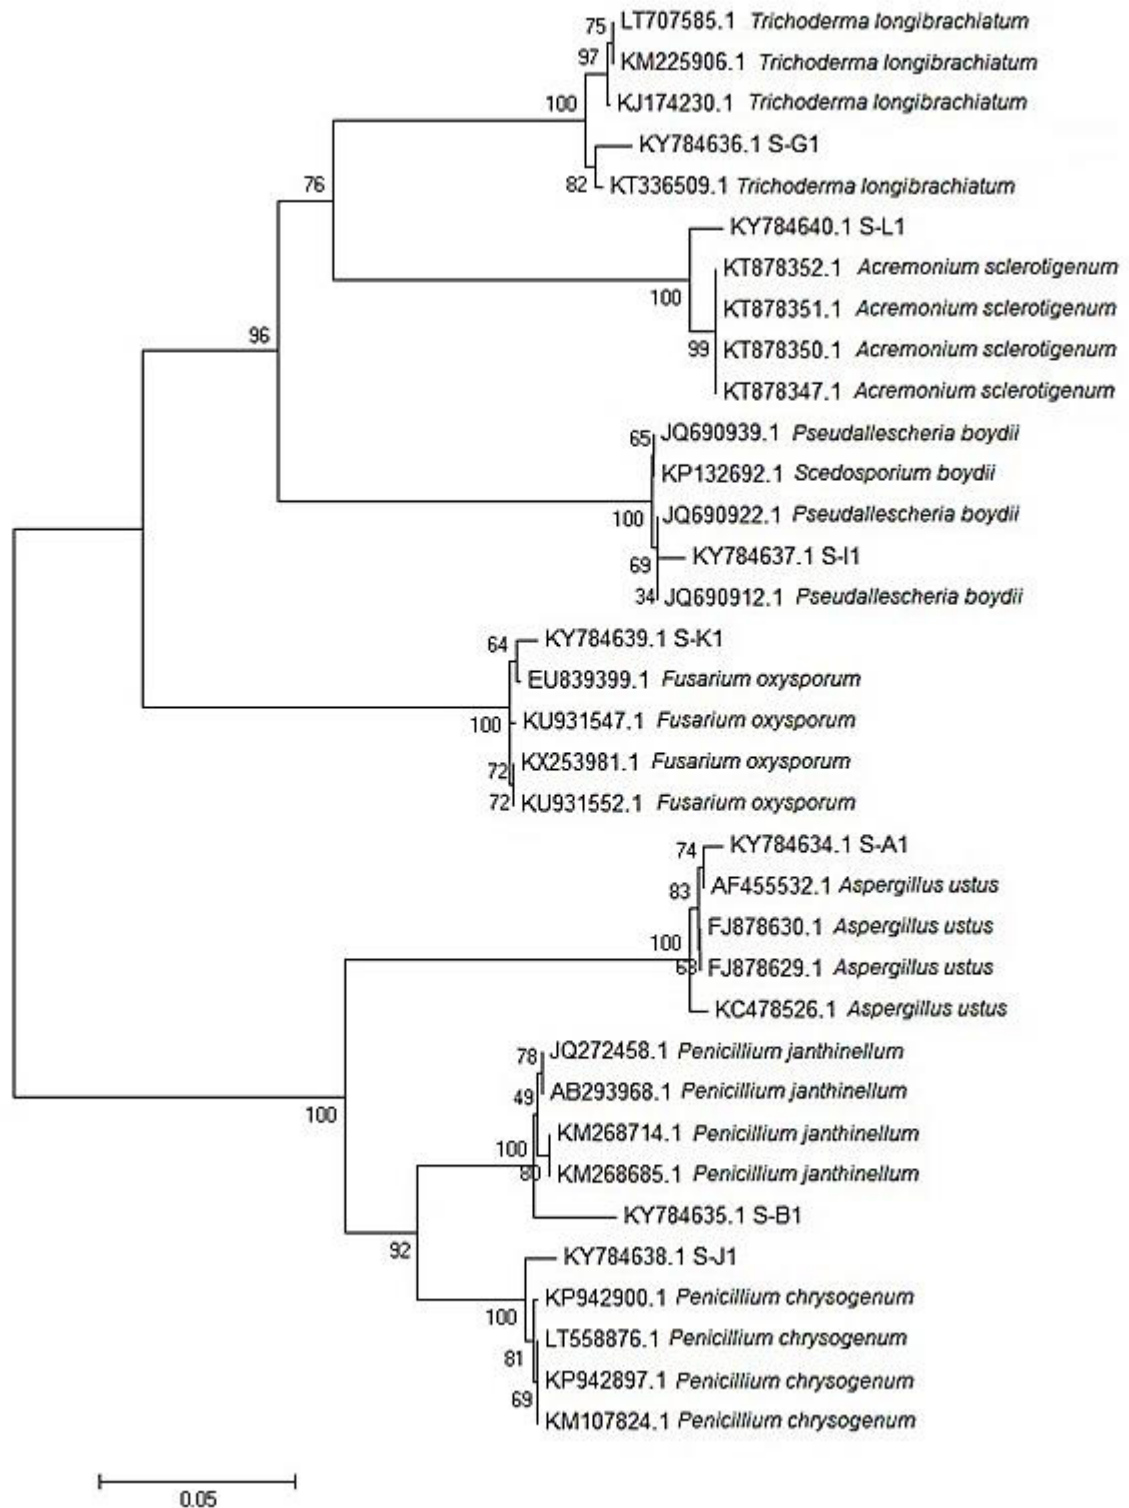 75 LT707585.1 Trichoderma longibrachiatum
97 KM225906.1 Trichoderma longibrachiatum
KJ174230.1 Trichoderma longibrachiatum
100
KY784636.1 S-G1
82 KT336509.1 Trichoderma longibrachiatum
76
KY784640.1 S-L1
KT878352.1 Acremonium sclerotigenum
100
KT878351.1 Acremonium sclerotigenum
96
99 KT878350.1 Acremonium sclerotigenum
KT878347.1 Acremonium sclerotigenum
65 JQ690939.1 Pseudallescheria boydii
KP132692.1 Scedosporium boydii
100 JQ690922.1 Pseudallescheria boydii
KY784637.1 S-I1
69
34 JQ690912.1 Pseudallescheria boydii
64 KY784639.1 S-K1
EU839399.1 Fusarium oxysporum
100 KU931547.1 Fusarium oxysporum
72 KX253981.1 Fusarium oxysporum
72 KU931552.1 Fusarium oxysporum
74 KY784634.1 S-A1
83 AF455532.1 Aspergillus ustus
FJ878630.1 Aspergillus ustus
100
FJ878629.1 Aspergillus ustus
KC478526.1 Aspergillus ustus
78 JQ272458.1 Penicillium janthinellum
49 AB293968.1 Penicillium janthinellum
100
KM268714.1 Penicillium janthinellum
100
80 KM268685.1 Penicillium janthinellum
KY784635.1 S-B1
92
KY784638.1 S-J1
KP942900.1 Penicillium chrysogenum
100
LT558876.1 Penicillium chrysogenum
81
KP942897.1 Penicillium chrysogenum
69
KM107824.1 Penicillium chrysogenum
0.05